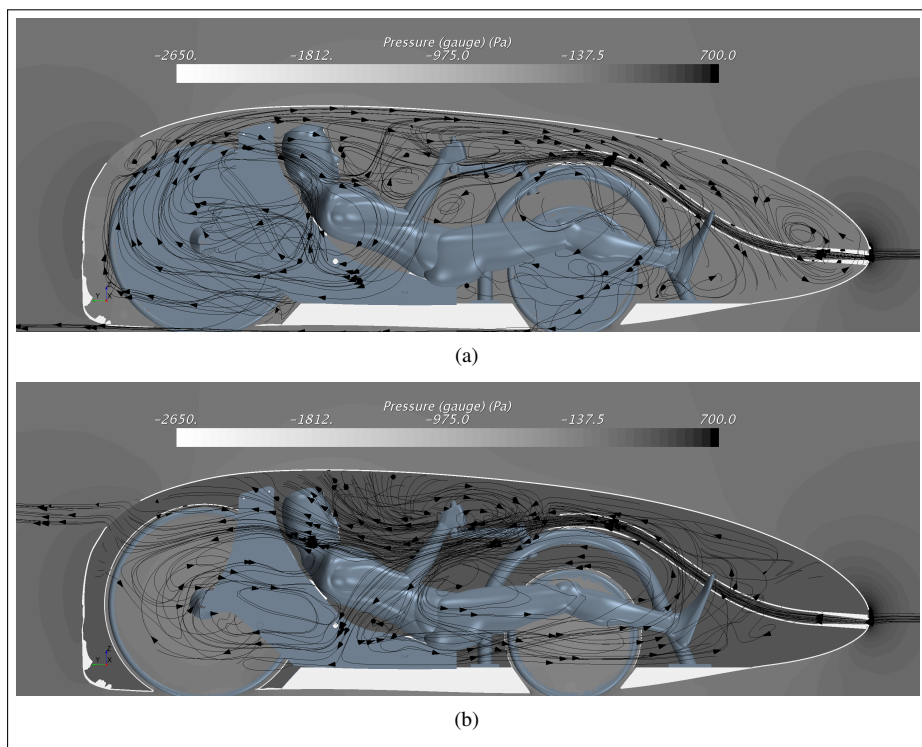 Pressure (gauge) (Pa)
-2650. -1812. -975.0 -137.5 700.0
Y Z X
(a)
Pressure (gauge) (Pa)
-2650. -1812. -975.0 -137.5 700.0
Z
Y X
(b)